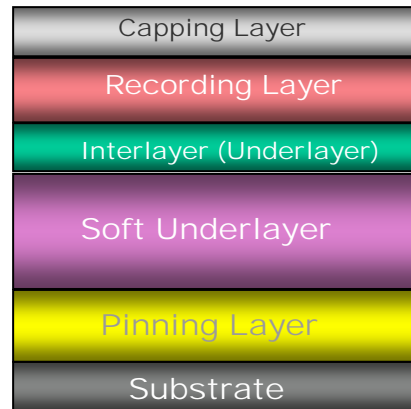 Capping Layer
Recording Layer
Interlayer (Underlayer)
Soft Underlayer
Pinning Layer
Substrate